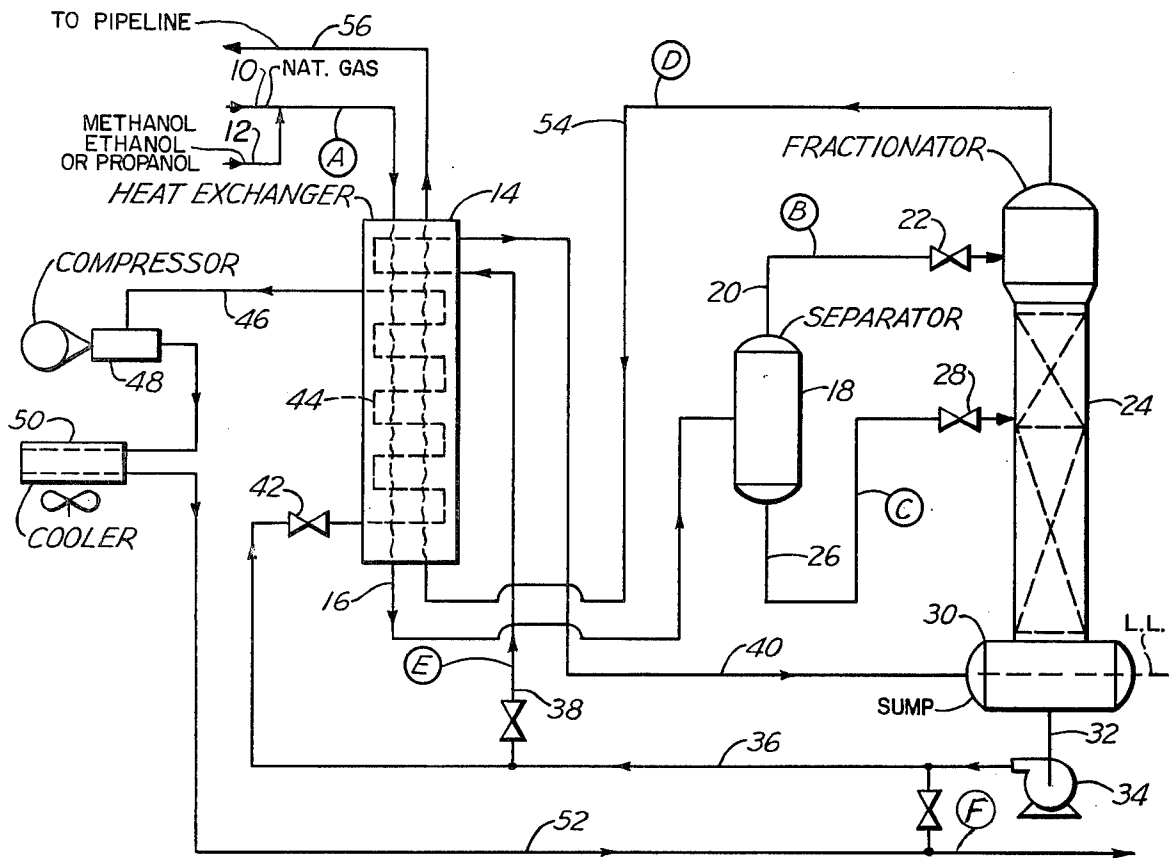 TO PIPELINE
56
10 NAT. GAS
METHANOL
ETHANOL
OR PROPANOL
12
A
HEAT EXCHANGER
14
D
54
FRACTIONATOR
B
22
20
SEPARATOR
18
28
24
COMPRESSOR
46
48
44
50
COOLER
42
C
26
16
E
38
40
30
L.L.
SUMP
32
36
34
F
52